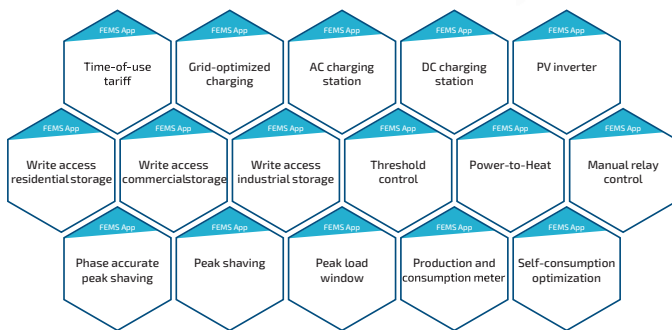 FEMS App FEMS App FEMS App FEMS App FEMS App
Time-of-use Grid-optimized AC charging DC charging PV inverter
tariff charging station station
FEMS App FEMS App FEMS App FEMS App FEMS App FEMS App
Write access Write access Write access Threshold Power-to-Heat Manual relay
residential storage commercialstorage industrial storage control control
FEMS App FEMS App FEMS App FEMS App FEMS App
Phase accurate Peak shaving Peak load Production and Self-consumption
peak shaving window consumption meter optimization